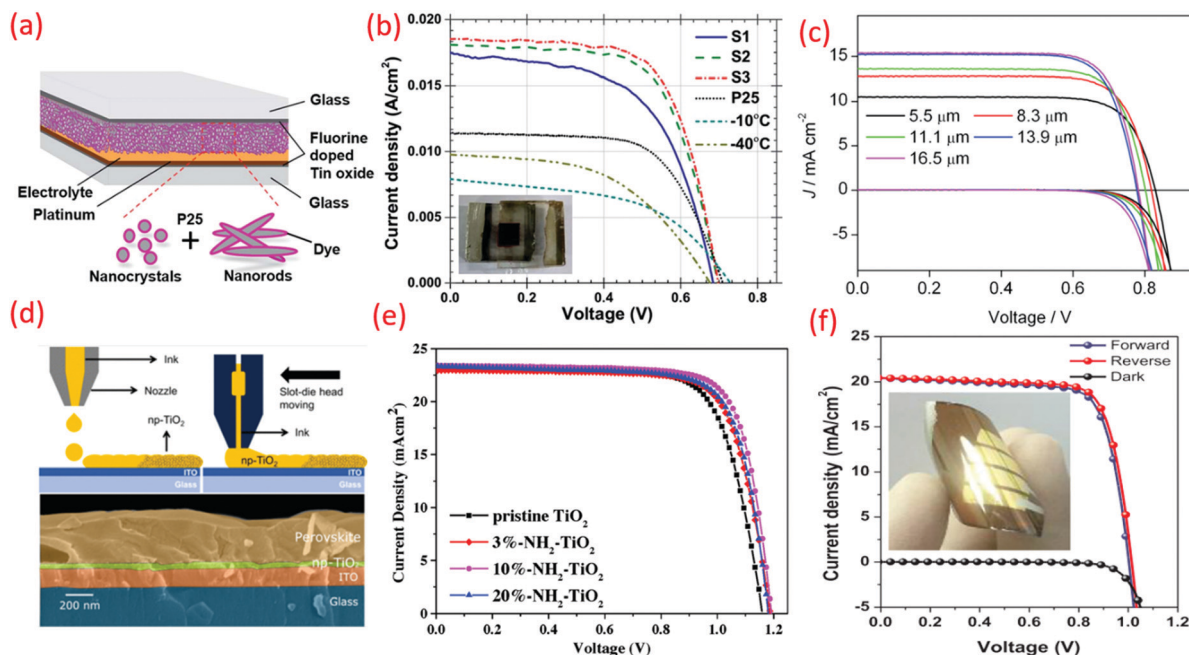 (a)
Glass
Fluorine
doped
Tin oxide
Electrolyte
Platinum
Glass
P25
+
Dye
Nanocrystals
Nanorods
(b)
Current density (A/cm²)
0.020
0.015
0.010
0.005
0.000
S1
S2
S3
P25
-10°C
-40°C
0.0 0.2 0.4 0.6 0.8
Voltage (V)
(c)
J / mA cm⁻²
15
10
5
0
-5
5.5 µm
8.3 µm
11.1 µm
13.9 µm
16.5 µm
0.0 0.2 0.4 0.6 0.8 1.0
Voltage / V
(d)
Ink
Nozzle
np-TiO₂
ITO
Glass
Slot-die head
moving
Ink
np-TiO₂
ITO
Glass
Perovskite
np-TiO₂
ITO
Glass
200 nm
(e)
Current Density (mAcm²)
25
20
15
10
5
0
pristine TiO₂
3%-NH₂-TiO₂
10%-NH₂-TiO₂
20%-NH₂-TiO₂
0.0 0.2 0.4 0.6 0.8 1.0 1.2
Voltage (V)
(f)
Current density (mA/cm²)
25
20
15
10
5
0
-5
Forward
Reverse
Dark
0.0 0.2 0.4 0.6 0.8 1.0 1.2
Voltage (V)